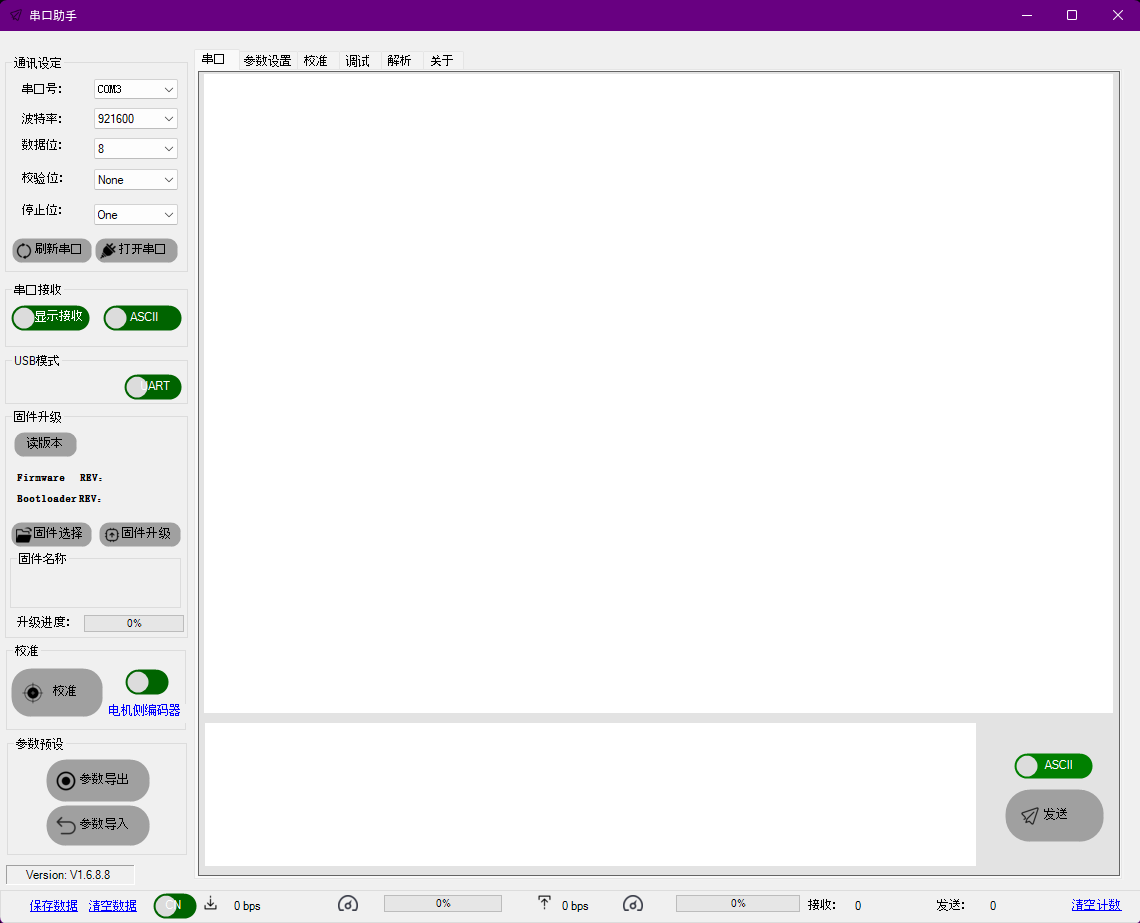 串口助手
串口 参数设置 校准 调试 解析 关于
通讯设定
串口号: COM3
波特率: 921600
数据位: 8
校验位: None
停止位: One
刷新串口 打开串口
串口接收
显示接收 ASCII
USB模式
UART
固件升级
读版本
Firmware REV:
Bootloader REV:
固件选择 固件升级
固件名称
升级进度: 0%
校准
校准
电机侧编码器
参数预设
参数导出
参数导入
ASCII
发送
Version: V1.6.8.8
保存数据 清空数据 CN 0 bps 0% 0 bps 0% 接收: 0 发送: 0 清空计数